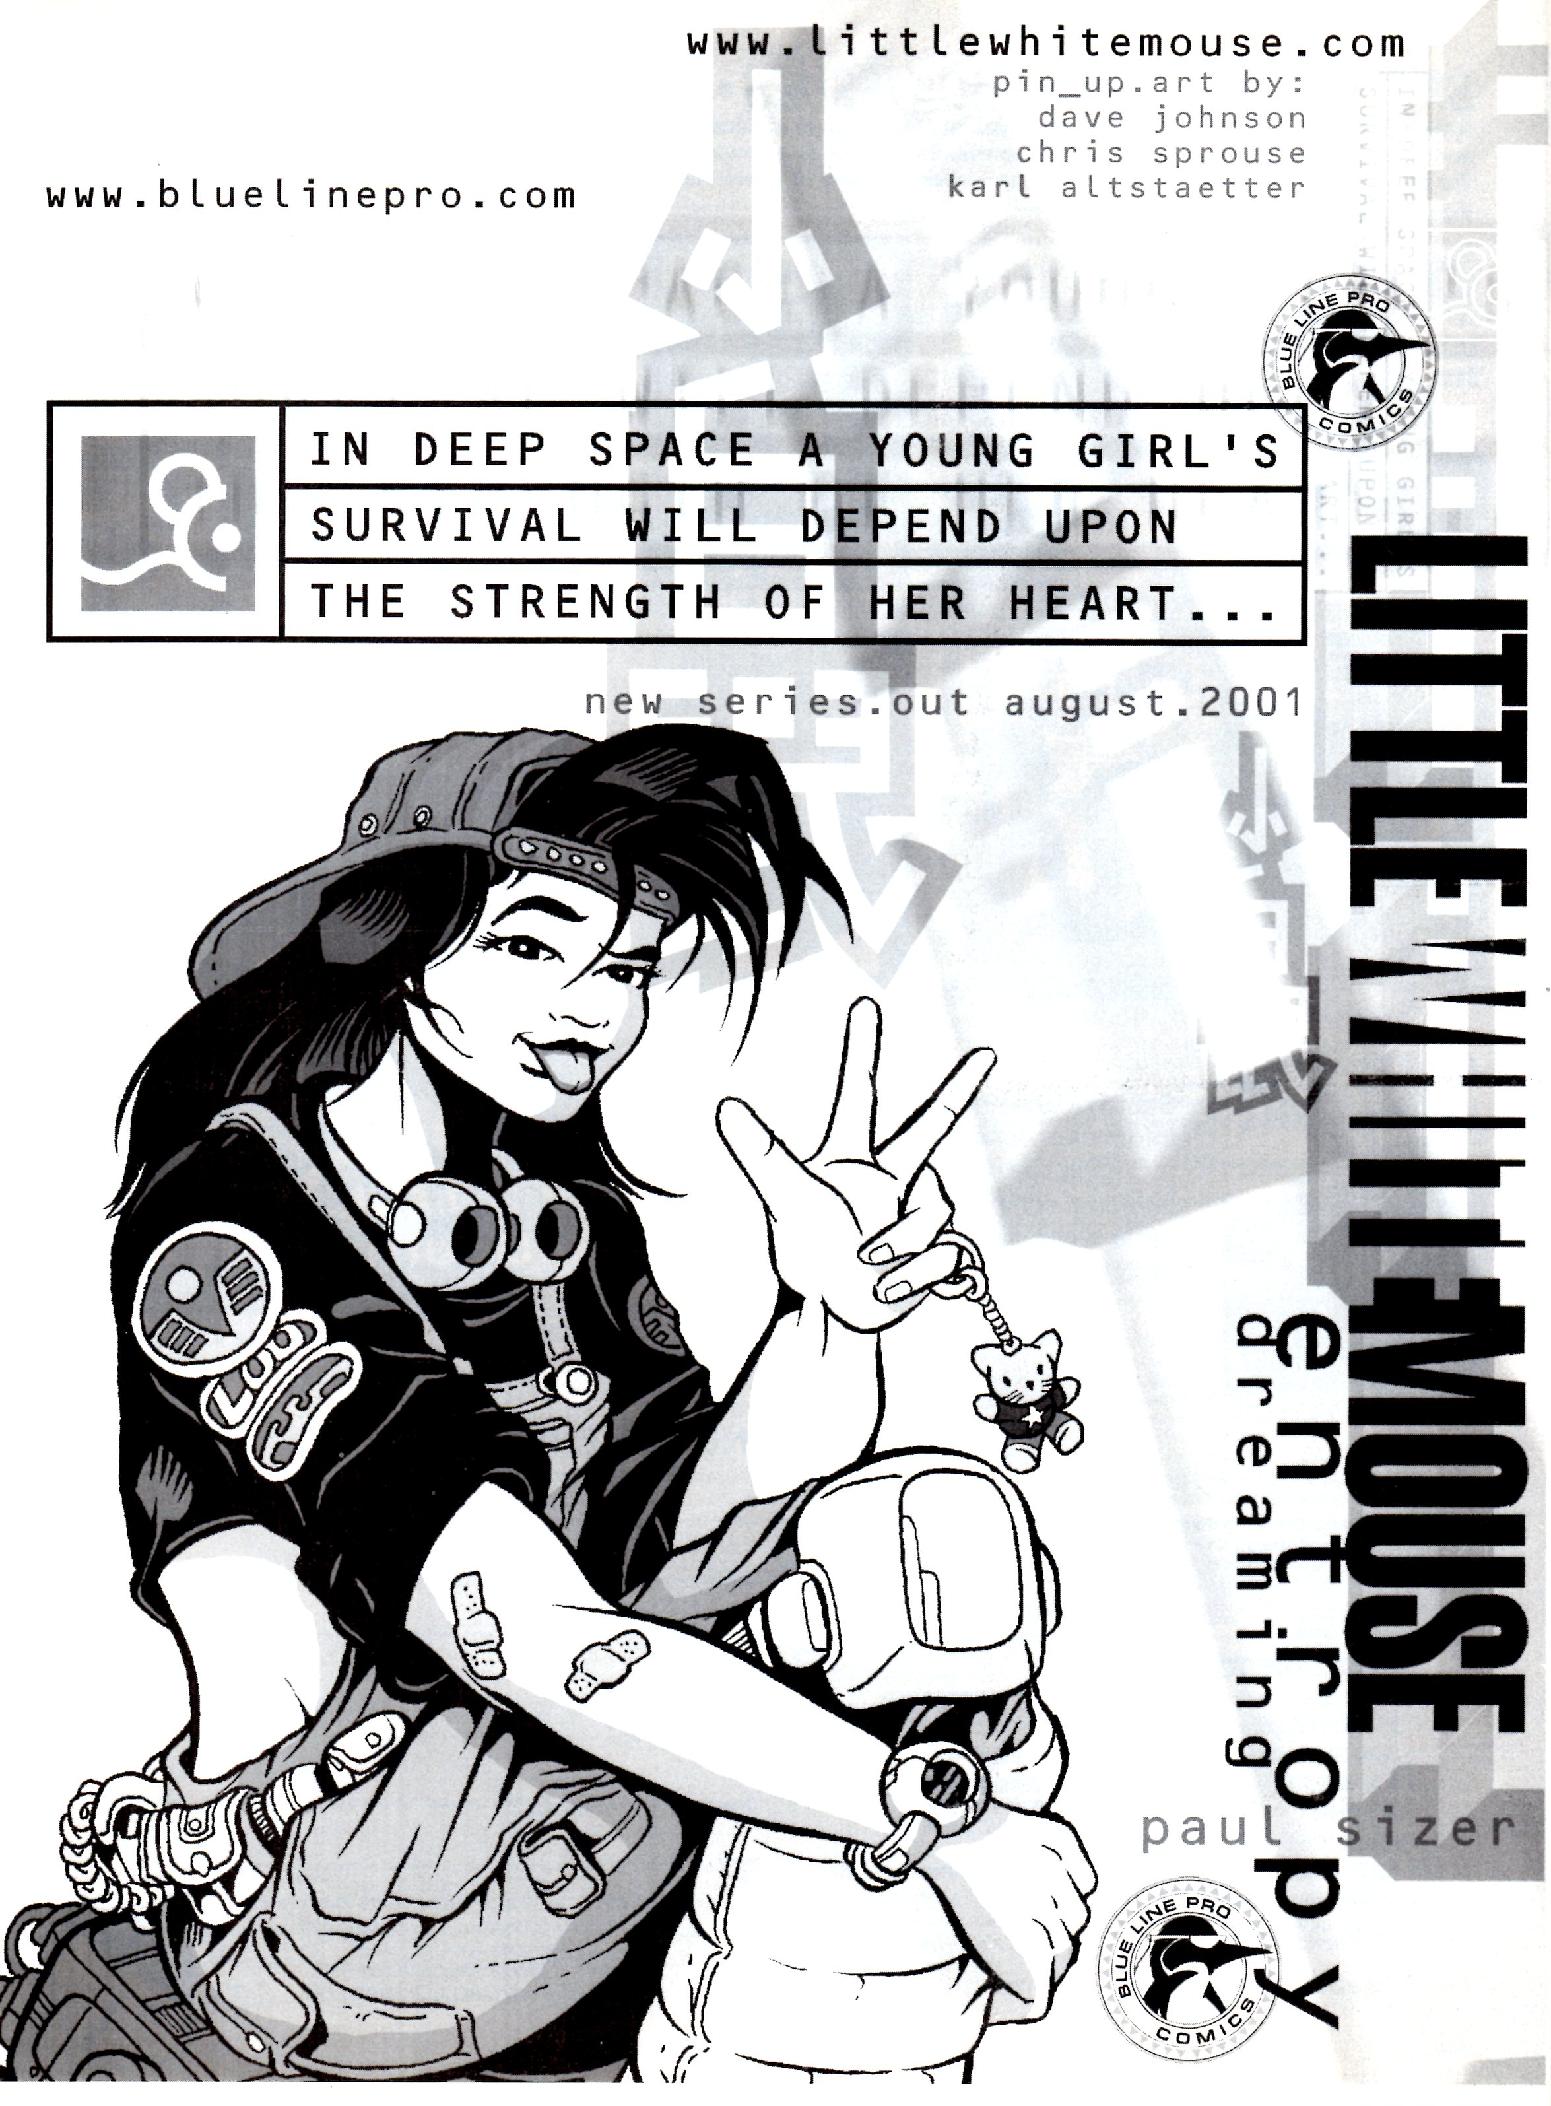 www.littlewhitemouse.com
pin_up.art by:
dave johnson
chris sprouse
karl altstaetter
www.bluelinepro.com
BLUE LINE PRO
COMICS
IN DEEP SPACE A YOUNG GIRL'S
SURVIVAL WILL DEPEND UPON
THE STRENGTH OF HER HEART...
new series.out august.2001
LITTLE WHITE MOUSE
entropy
dreaming
paul sizer
BLUE LINE PRO
COMICS